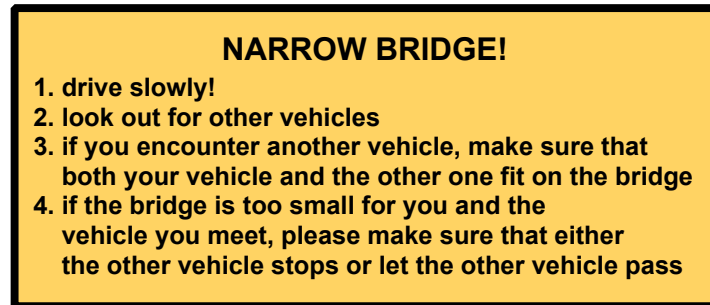 NARROW BRIDGE!
1. drive slowly!
2. look out for other vehicles
3. if you encounter another vehicle, make sure that
both your vehicle and the other one fit on the bridge
4. if the bridge is too small for you and the
vehicle you meet, please make sure that either
the other vehicle stops or let the other vehicle pass